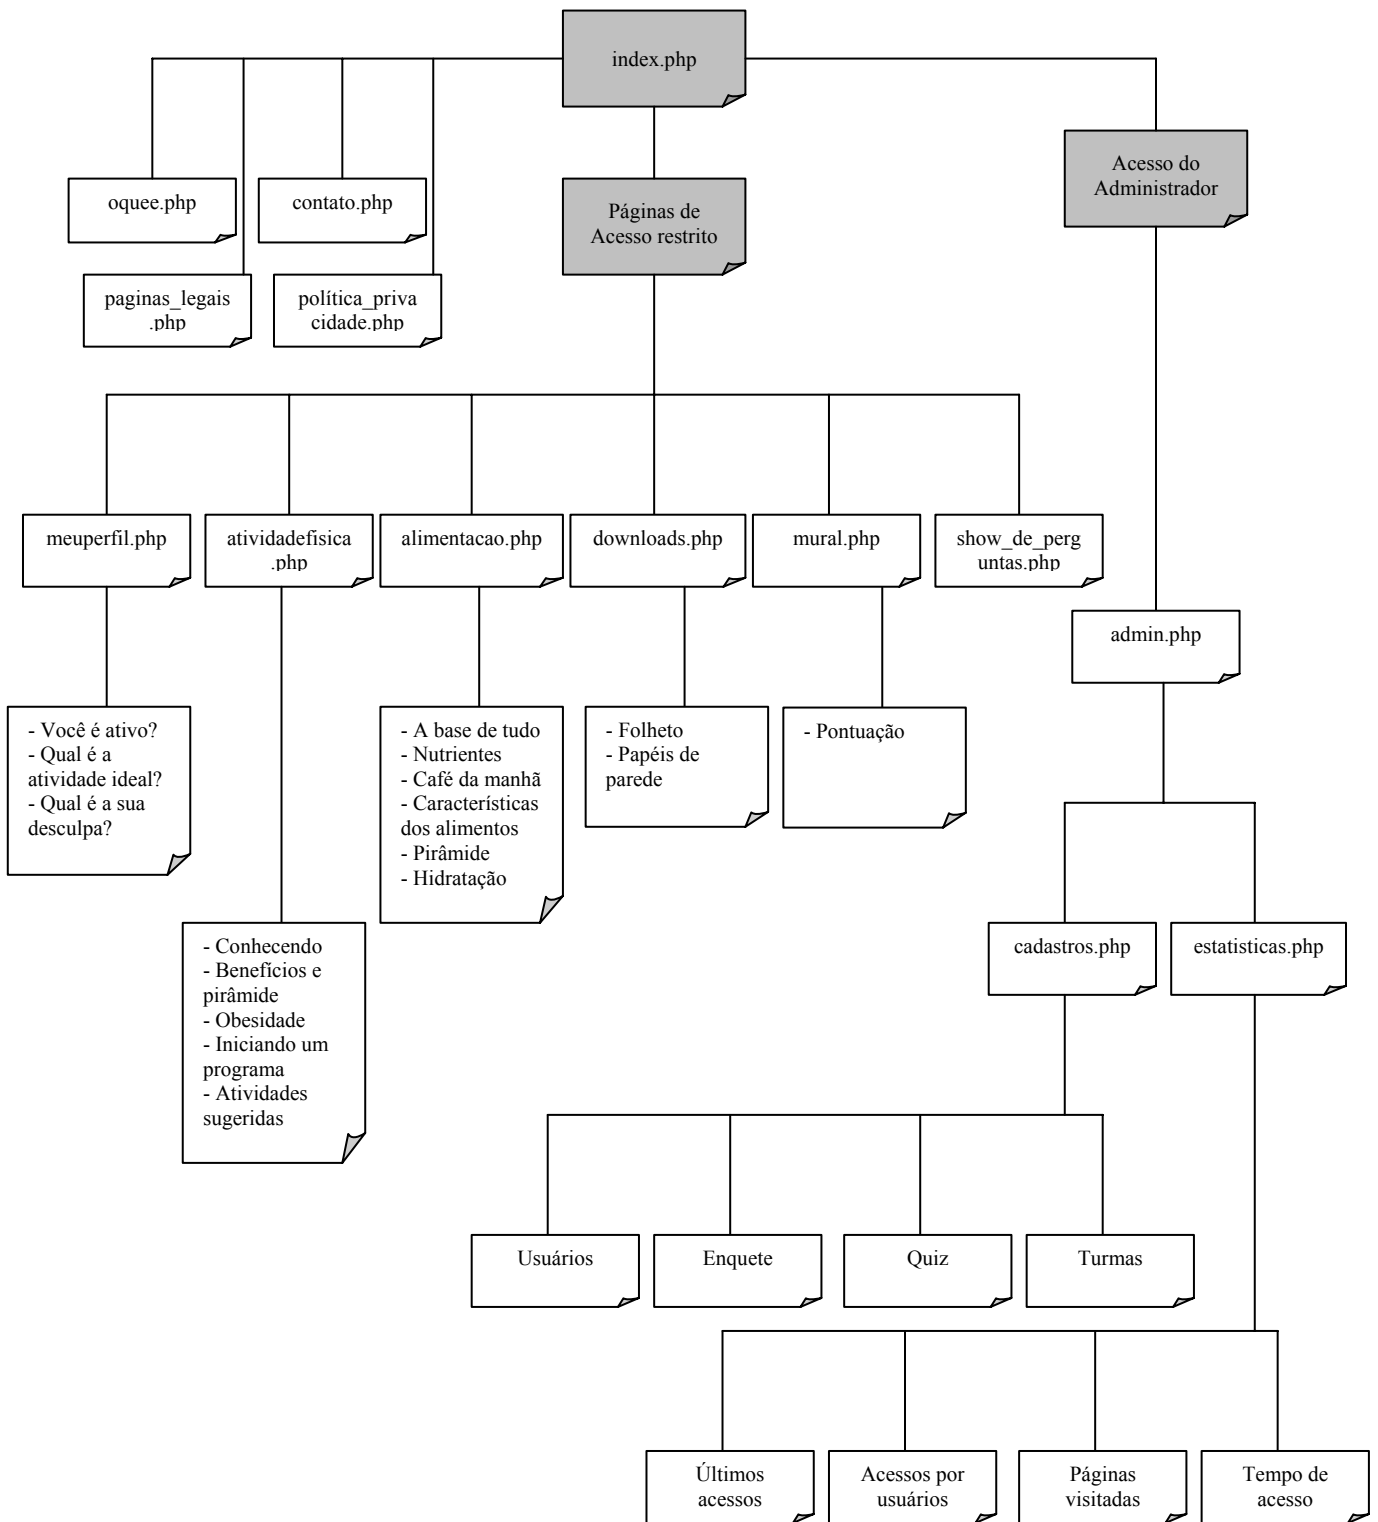 index.php
Acesso do
Administrador
oquee.php
contato.php
Páginas de
Acesso restrito
paginas_legais
.php
política_priva
cidade.php
meuperfil.php
atividadefisica
.php
alimentacao.php
downloads.php
mural.php
show_de_perg
untas.php
admin.php
- Você é ativo?
- Qual é a
atividade ideal?
- Qual é a sua
desculpa?
- A base de tudo
- Nutrientes
- Café da manhã
- Características
dos alimentos
- Pirâmide
- Hidratação
- Folheto
- Papéis de
parede
- Pontuação
- Conhecendo
- Benefícios e
pirâmide
- Obesidade
- Iniciando um
programa
- Atividades
sugeridas
cadastros.php
estatisticas.php
Usuários
Enquete
Quiz
Turmas
Últimos
acessos
Acessos por
usuários
Páginas
visitadas
Tempo de
acesso